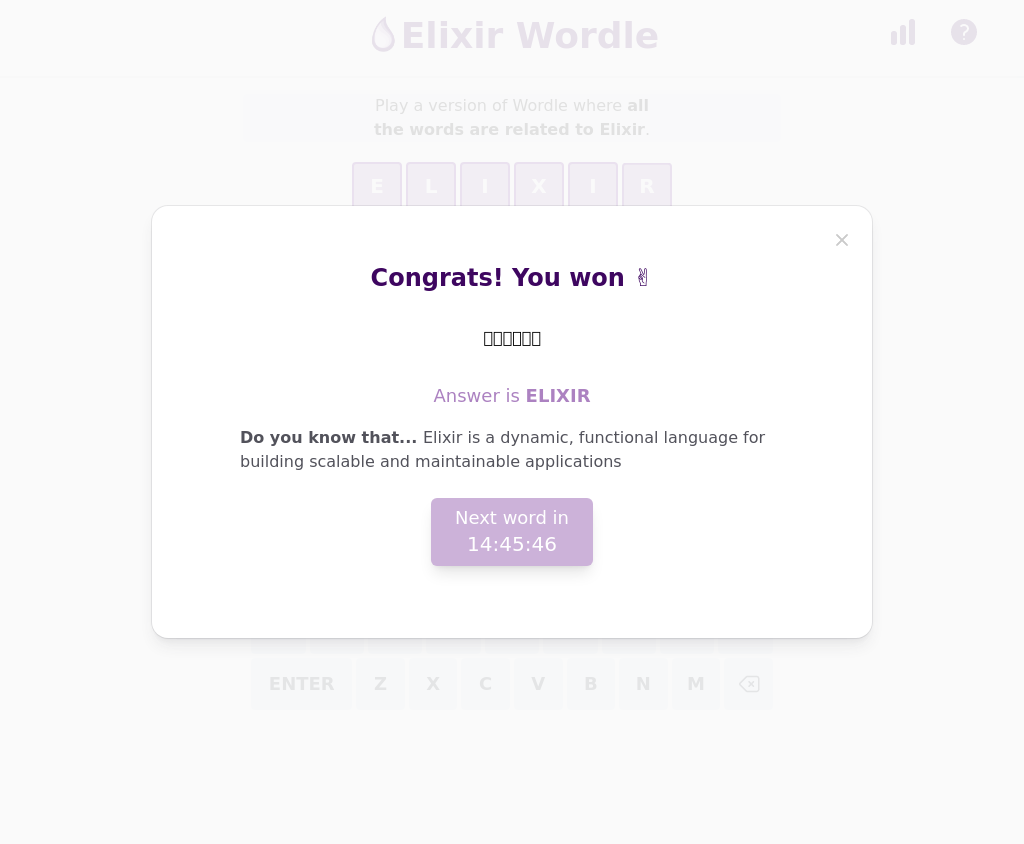 Elixir Wordle
Play a version of Wordle where all
the words are related to Elixir.
E L I X I R
Congrats! You won ✌
Answer is ELIXIR
Do you know that... Elixir is a dynamic, functional language for
building scalable and maintainable applications
Next word in
14:45:46
ENTER Z X C V B N M